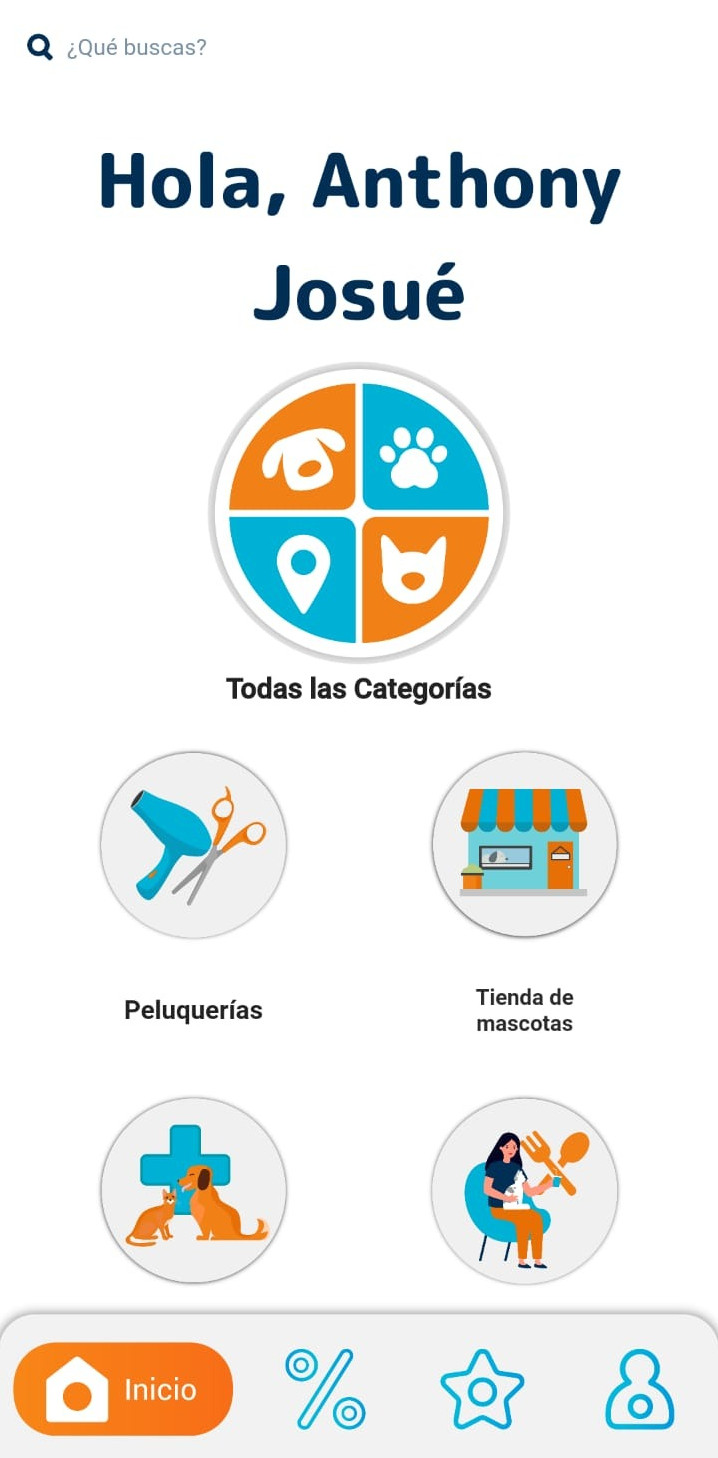 ¿Qué buscas?
Hola, Anthony
Josué
Todas las Categorías
Peluquerías
Tienda de
mascotas
Inicio